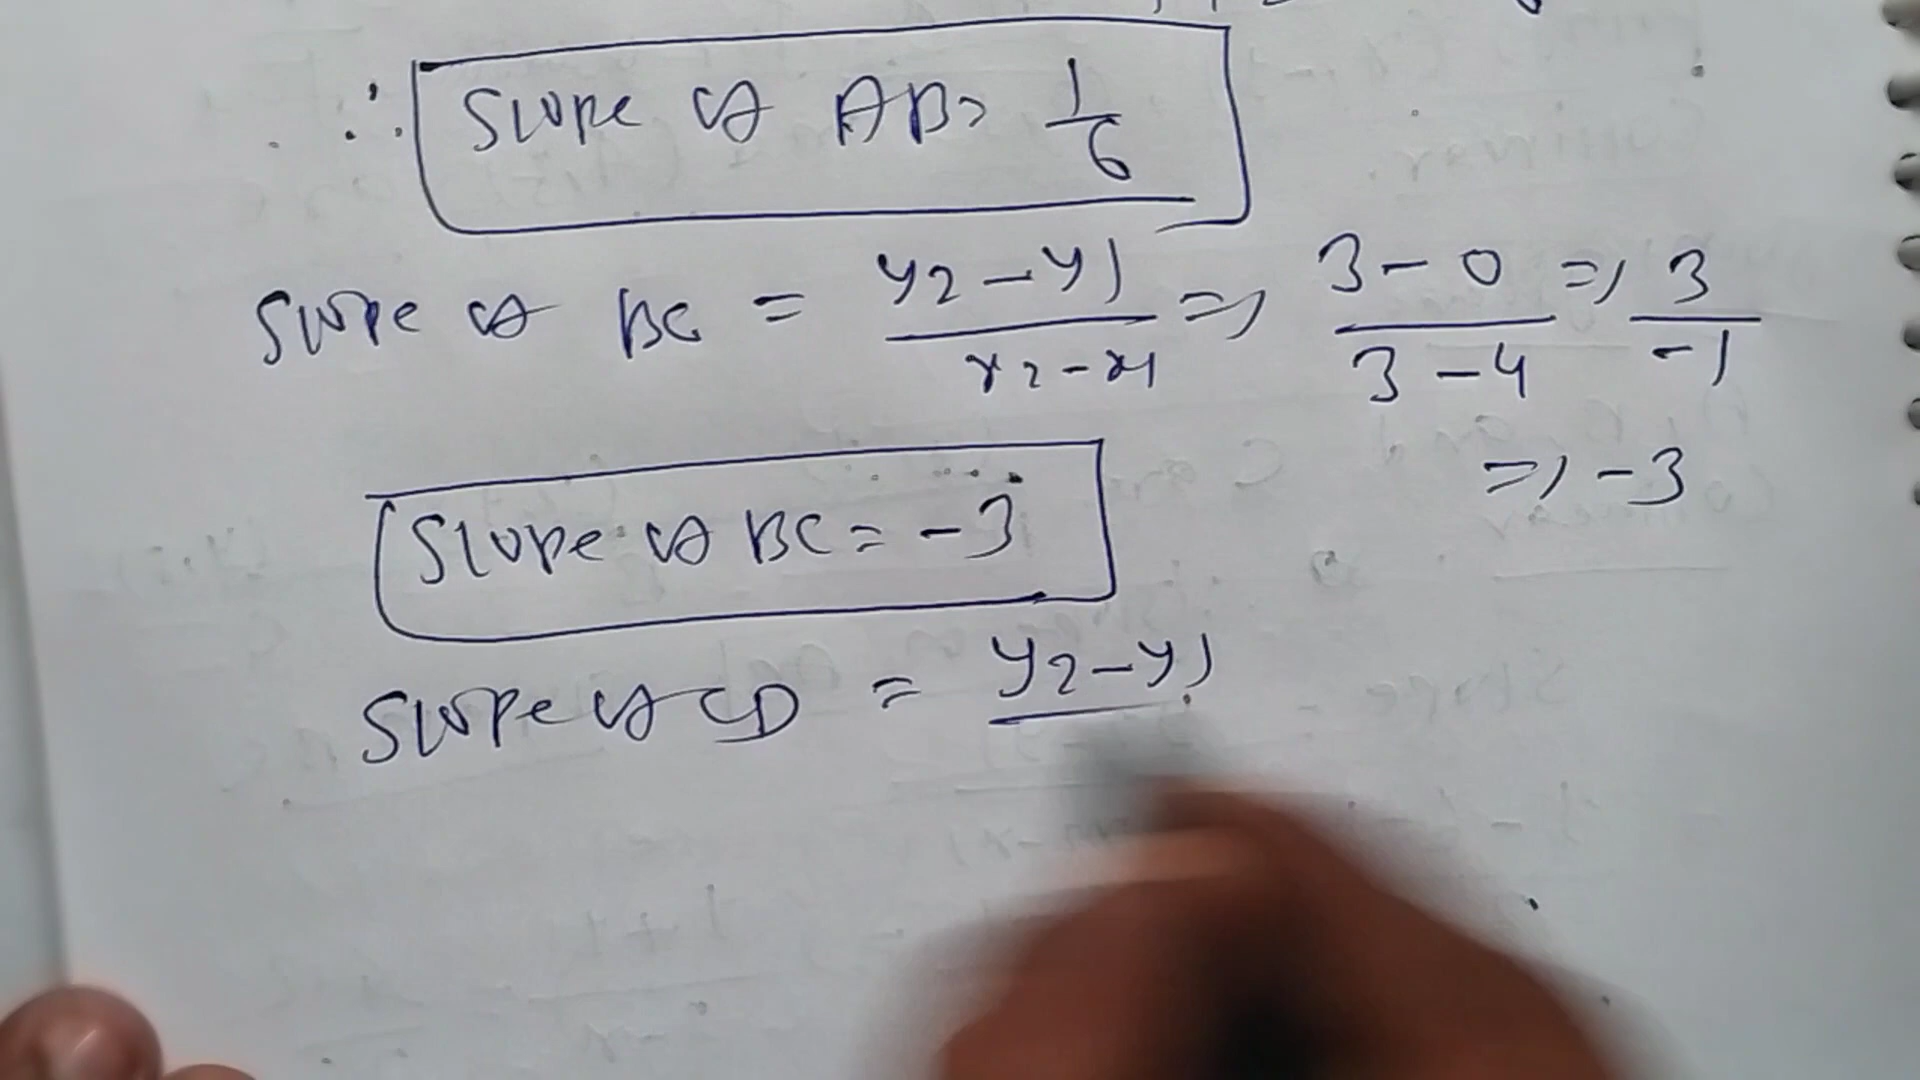 ∴ Slope of AB = 1/6
Slope of BC = y2-y1/x2-x1 => 3-0/3-4 => 3/-1
=> -3
Slope of BC = -3
Slope of CD = y2-y1